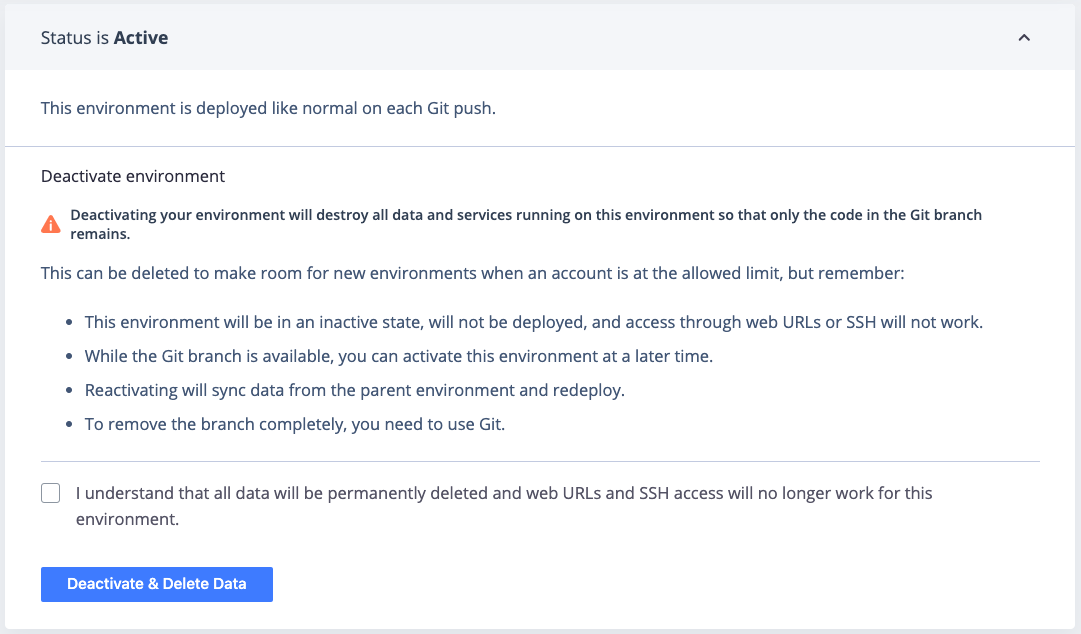 Status is Active
This environment is deployed like normal on each Git push.
Deactivate environment
Deactivating your environment will destroy all data and services running on this environment so that only the code in the Git branch
remains.
This can be deleted to make room for new environments when an account is at the allowed limit, but remember:
This environment will be in an inactive state, will not be deployed, and access through web URLs or SSH will not work.
While the Git branch is available, you can activate this environment at a later time.
Reactivating will sync data from the parent environment and redeploy.
To remove the branch completely, you need to use Git.
I understand that all data will be permanently deleted and web URLs and SSH access will no longer work for this
environment.
Deactivate & Delete Data